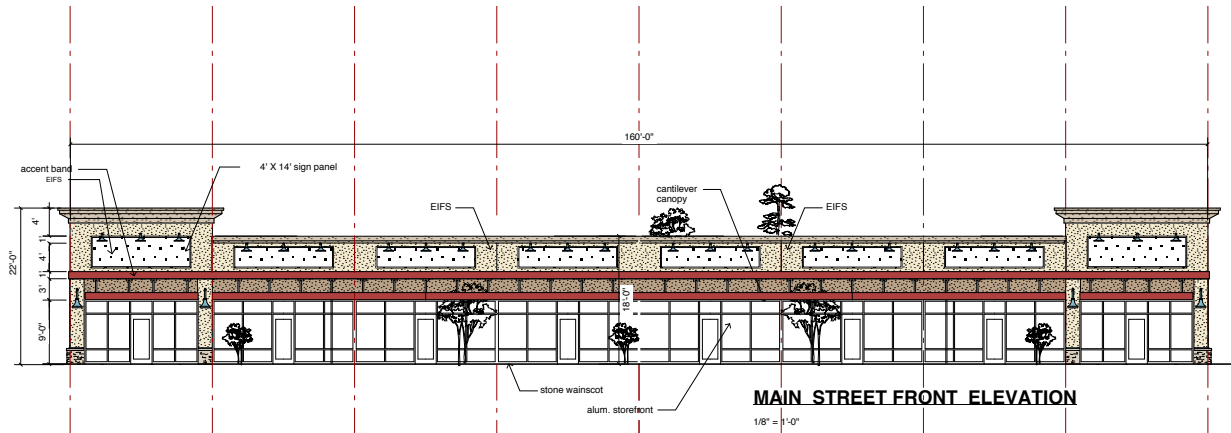 160'-0"
accent band
EIFS
4' X 14' sign panel
cantilever
canopy
EIFS
EIFS
22'-0"
4'
1'
4'
1'
3'
9'-0"
18'-0"
stone wainscot
alum. storefront
MAIN STREET FRONT ELEVATION
1/8" = 1'-0"